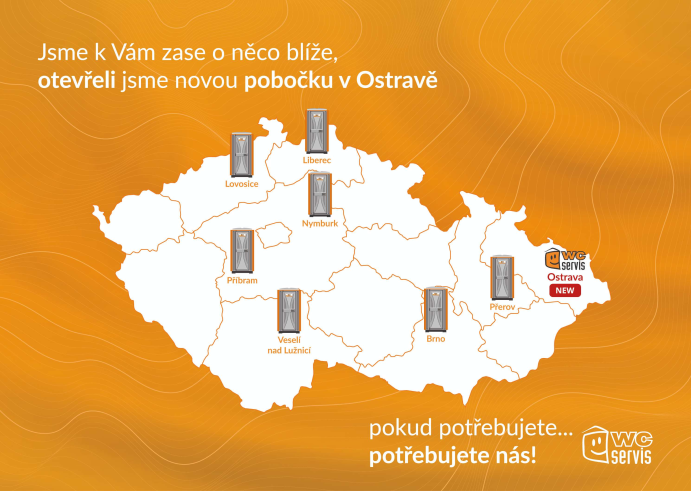 Jsme k Vám zase o něco blíže,
otevřeli jsme novou pobočku v Ostravě
Liberec
Lovosice
Nymburk
WC
servis
Ostrava
NEW
Příbram
Přerov
Veselí
nad Lužnicí
Brno
pokud potřebujete...
potřebujete nás!
WC
servis